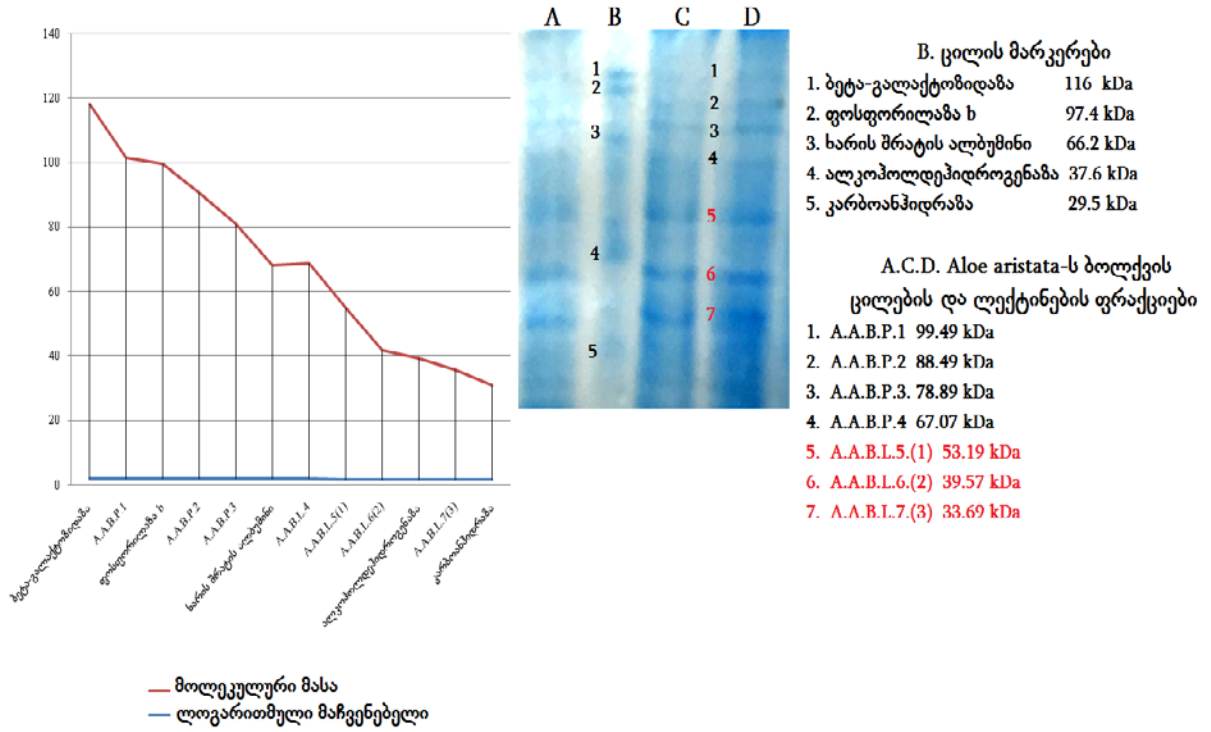 140
120
100
80
60
40
20
0
ბეტა-გალაქტოზიდაზა
A.A.B.P.1
ფოსფორილაზა b
A.A.B.P.2
A.A.B.P.3
ხარის შრატის ალბუმინი
A.A.B.L.4
A.A.B.L.5(1)
A.A.B.L.6(2)
ალკოჰოლდეჰიდროგენაზა
A.A.B.L.7(3)
კარბოანჰიდრაზა
მოლეკულური მასა
ლოგარითმული მაჩვენებელი
A B C D
1 1
2 2
3 3
4
5
4
6
7
5
B. ცილის მარკერები
1. ბეტა-გალაქტოზიდაზა 116 kDa
2. ფოსფორილაზა b 97.4 kDa
3. ხარის შრატის ალბუმინი 66.2 kDa
4. ალკოჰოლდეჰიდროგენაზა 37.6 kDa
5. კარბოანჰიდრაზა 29.5 kDa
A.C.D. Aloe aristata-ს ბოლქვის
ცილების და ლექტინების ფრაქციები
1. A.A.B.P.1 99.49 kDa
2. A.A.B.P.2 88.49 kDa
3. A.A.B.P.3. 78.89 kDa
4. A.A.B.P.4 67.07 kDa
5. A.A.B.L.5.(1) 53.19 kDa
6. A.A.B.L.6.(2) 39.57 kDa
7. A.A.B.L.7.(3) 33.69 kDa